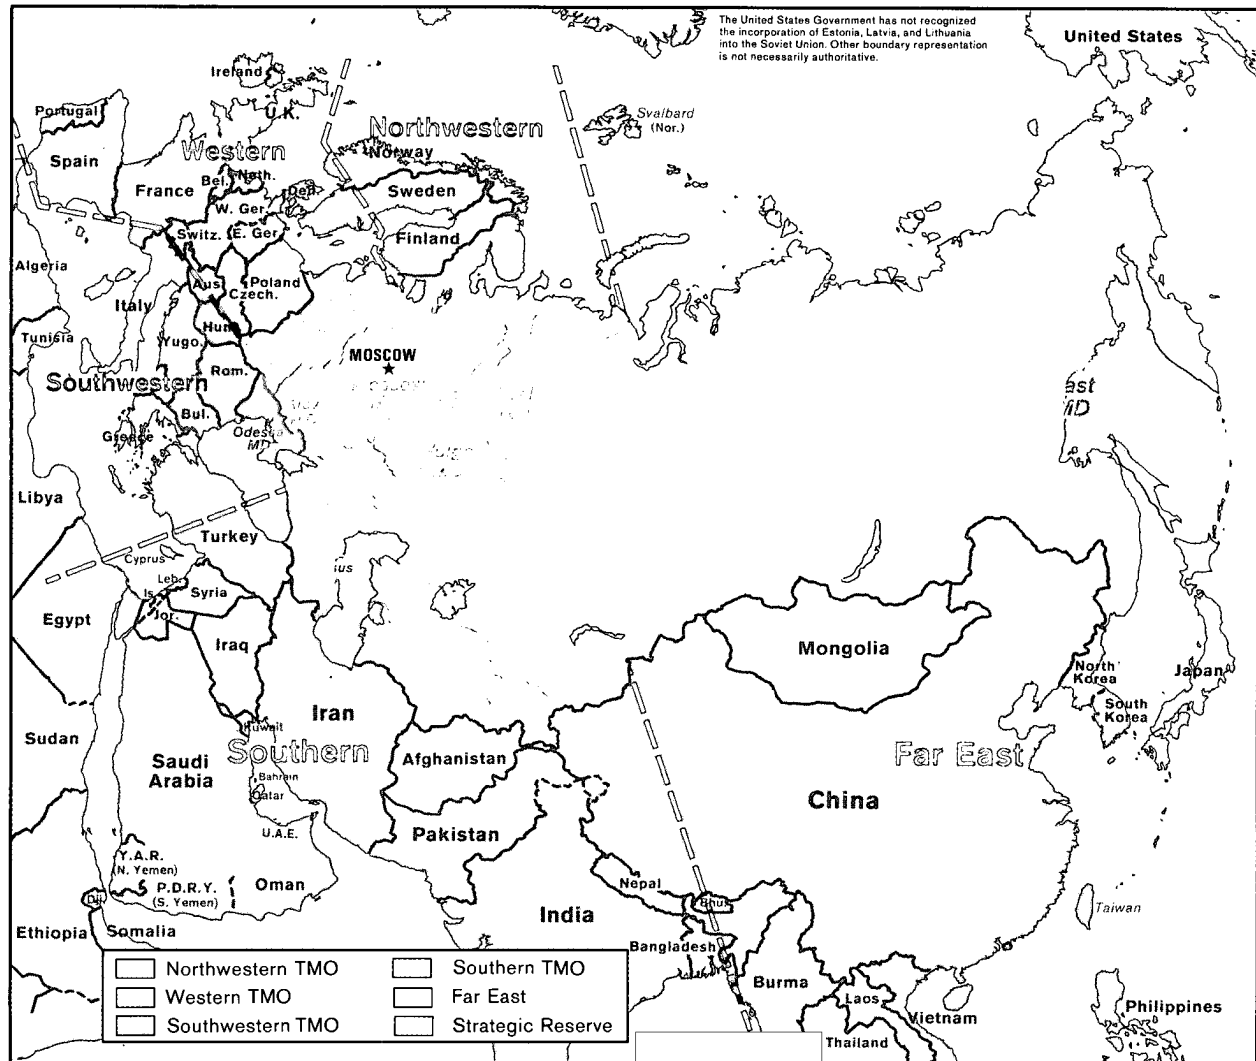 The United States Government has not recognized
the incorporation of Estonia, Latvia, and Lithuania
into the Soviet Union. Other boundary representation
is not necessarily authoritative.
United States
Ireland
Portugal
U.K.
Svalbard
(Nor.)
Northwestern
Western
Norway
Spain
France
Bel.
Neth.
Den.
Sweden
W. Ger.
Switz.
E. Ger.
Finland
Algeria
Italy
Aus.
Czech.
Poland
Tunisia
Hun.
Yugo.
MOSCOW
Southwestern
Rom.
Bul.
Greece
Odessa
MD
Libya
Turkey
Cyprus
Leb.
Is.
Syria
Egypt
Jor.
Iraq
Mongolia
North
Korea
Japan
South
Korea
Iran
Kuwait
Sudan
Southern
Saudi
Arabia
Afghanistan
Far East
Bahrain
Qatar
China
U.A.E.
Pakistan
Y.A.R.
(N. Yemen)
P.D.R.Y.
(S. Yemen)
Oman
Nepal
Bhu.
Dji.
India
Taiwan
Ethiopia
Somalia
Bangladesh
Burma
Laos
Vietnam
Philippines
Thailand
Northwestern TMO
Western TMO
Southwestern TMO
Southern TMO
Far East
Strategic Reserve